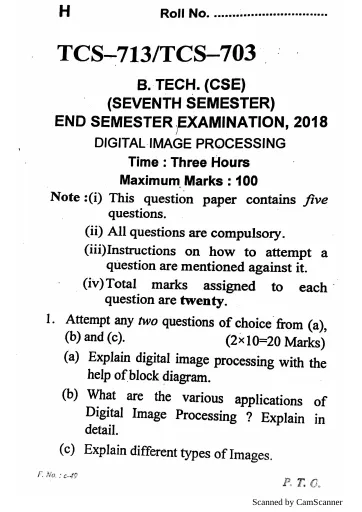 H
Roll No. ................................
TCS–713/TCS–703
B. TECH. (CSE)
(SEVENTH SEMESTER)
END SEMESTER EXAMINATION, 2018
DIGITAL IMAGE PROCESSING
Time : Three Hours
Maximum Marks : 100
Note :(i) This question paper contains five
questions.
(ii) All questions are compulsory.
(iii)Instructions on how to attempt a
question are mentioned against it.
(iv)Total marks assigned to each
question are twenty.
1. Attempt any two questions of choice from (a),
(b) and (c). (2×10=20 Marks)
(a) Explain digital image processing with the
help of block diagram.
(b) What are the various applications of
Digital Image Processing ? Explain in
detail.
(c) Explain different types of Images.
F. No. : c-49
P. T. O.
Scanned by CamScanner